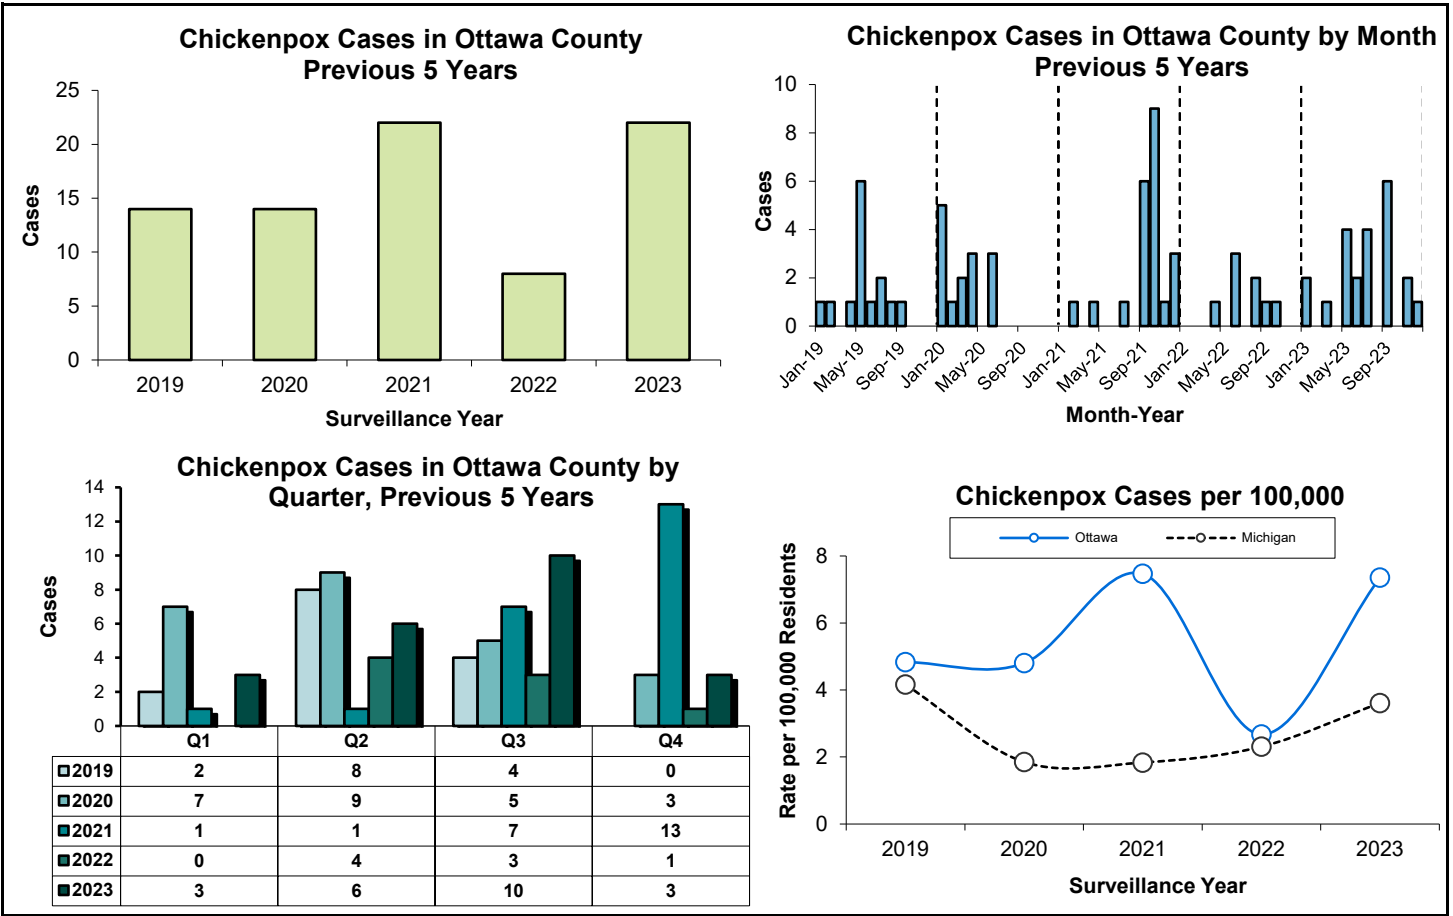 Chickenpox Cases in Ottawa County
Previous 5 Years
25
20
15
10
5
0
Cases
2019 2020 2021 2022 2023
Surveillance Year
Chickenpox Cases in Ottawa County by Month
Previous 5 Years
10
8
6
4
2
0
Cases
Jan-19 May-19 Sep-19 Jan-20 May-20 Sep-20 Jan-21 May-21 Sep-21 Jan-22 May-22 Sep-22 Jan-23 May-23 Sep-23
Month-Year
Chickenpox Cases in Ottawa County by
Quarter, Previous 5 Years
14
12
10
8
6
4
2
0
Cases
Q1 Q2 Q3 Q4
2019 2 8 4 0
2020 7 9 5 3
2021 1 1 7 13
2022 0 4 3 1
2023 3 6 10 3
Chickenpox Cases per 100,000
Ottawa Michigan
8
6
4
2
0
Rate per 100,000 Residents
2019 2020 2021 2022 2023
Surveillance Year